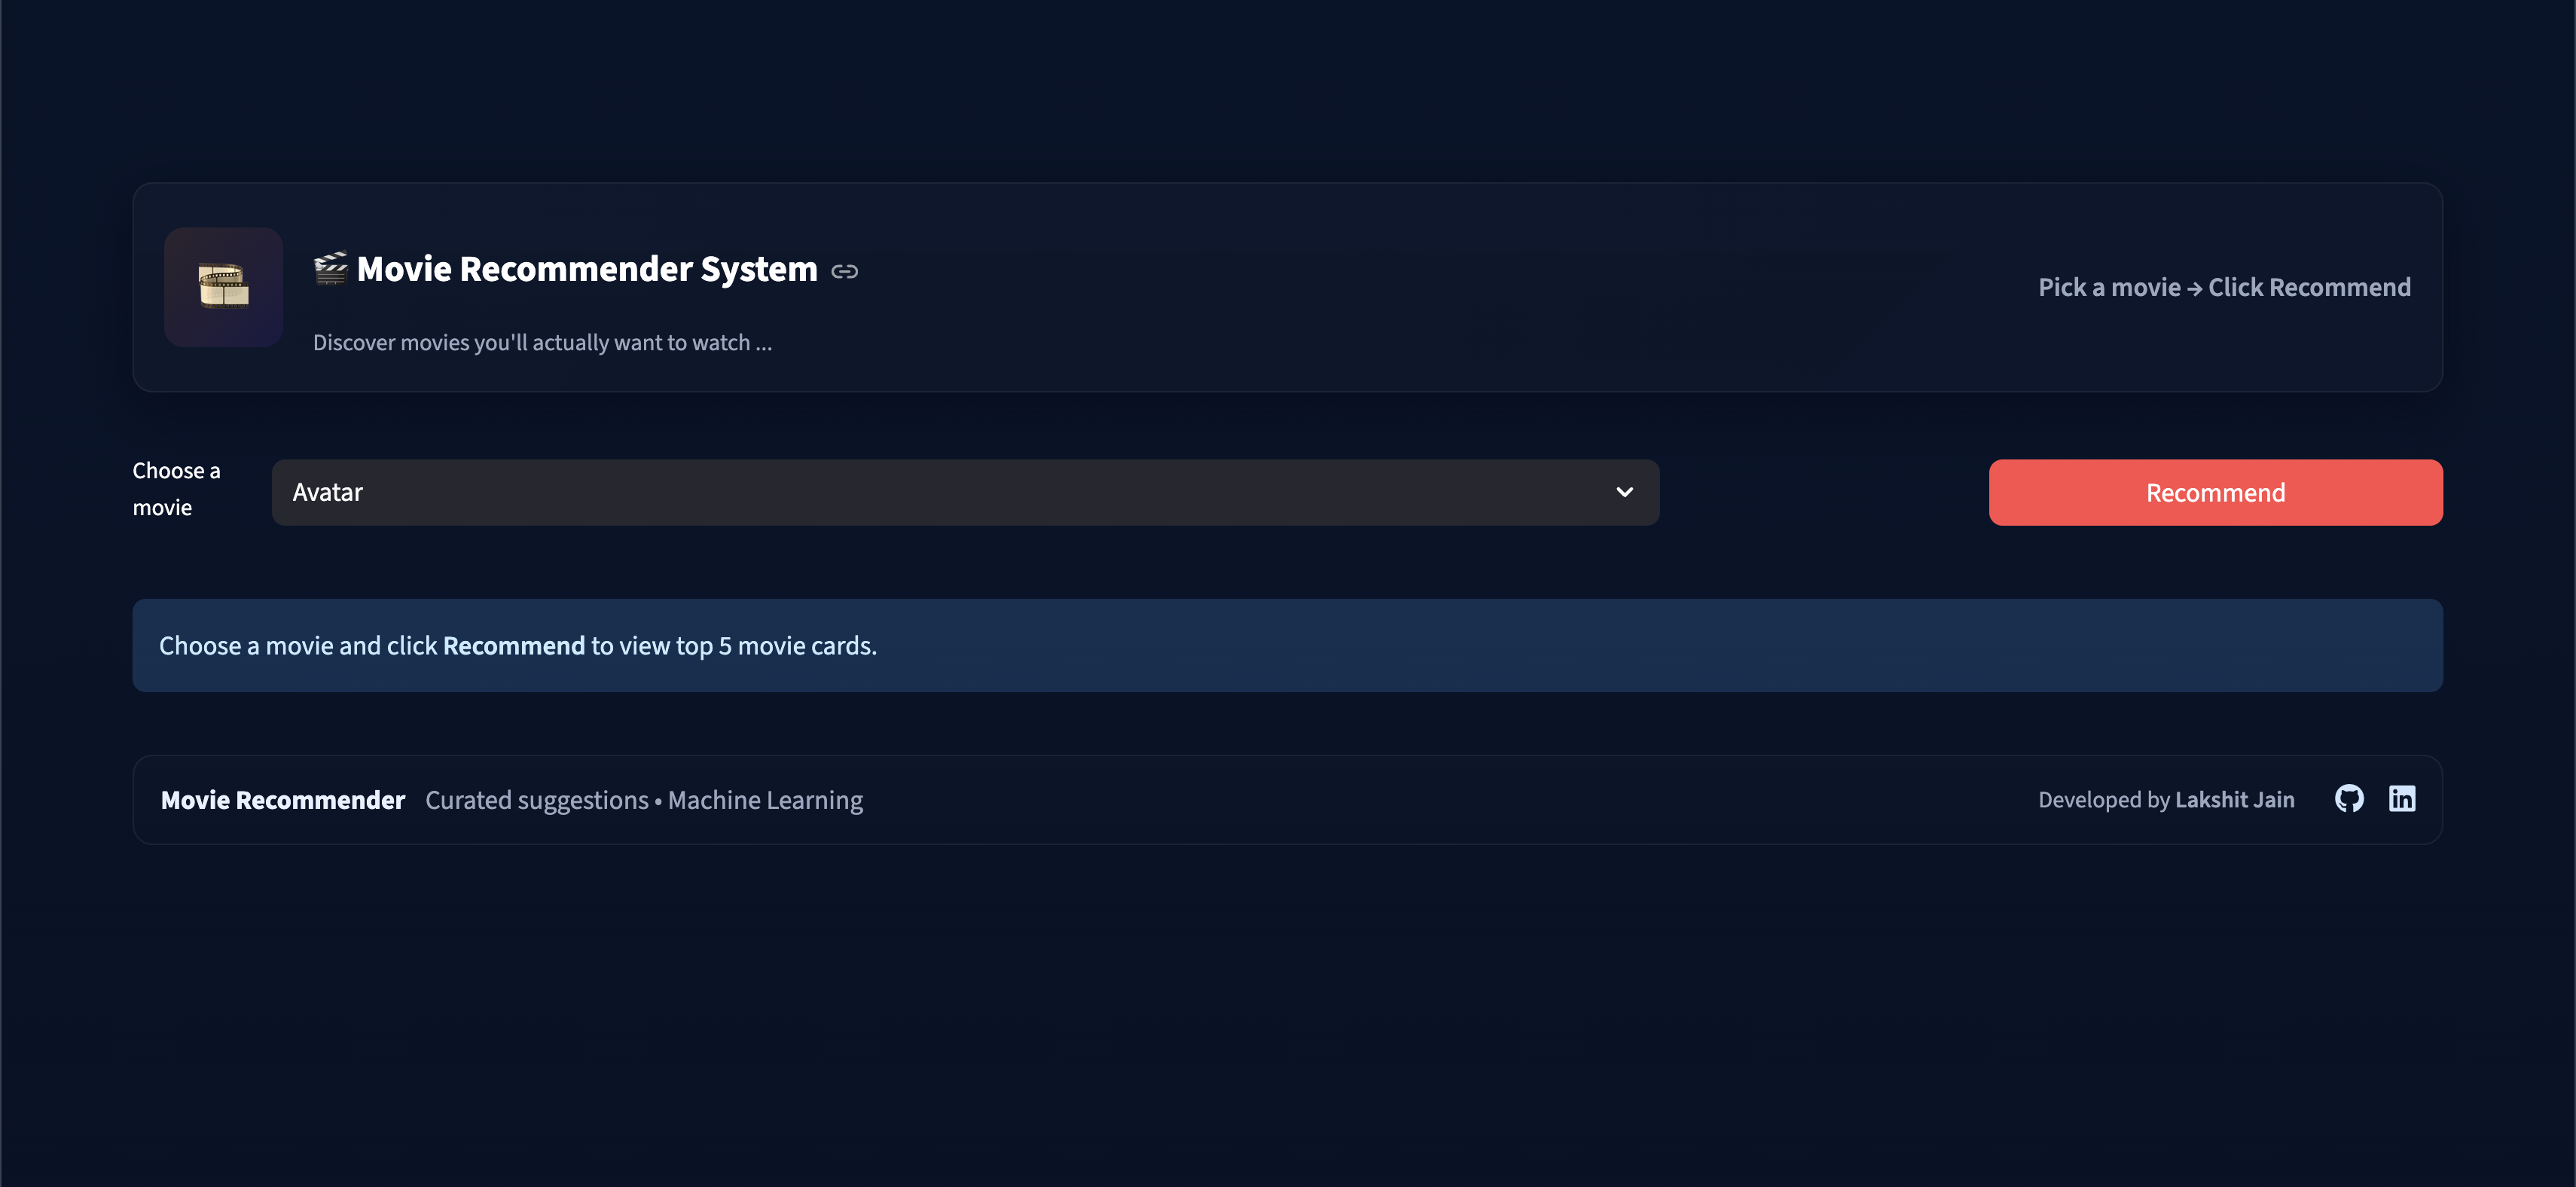 🎬 Movie Recommender System
Discover movies you'll actually want to watch ...
Pick a movie → Click Recommend
Choose a
movie
Avatar
Recommend
Choose a movie and click Recommend to view top 5 movie cards.
Movie Recommender Curated suggestions • Machine Learning
Developed by Lakshit Jain